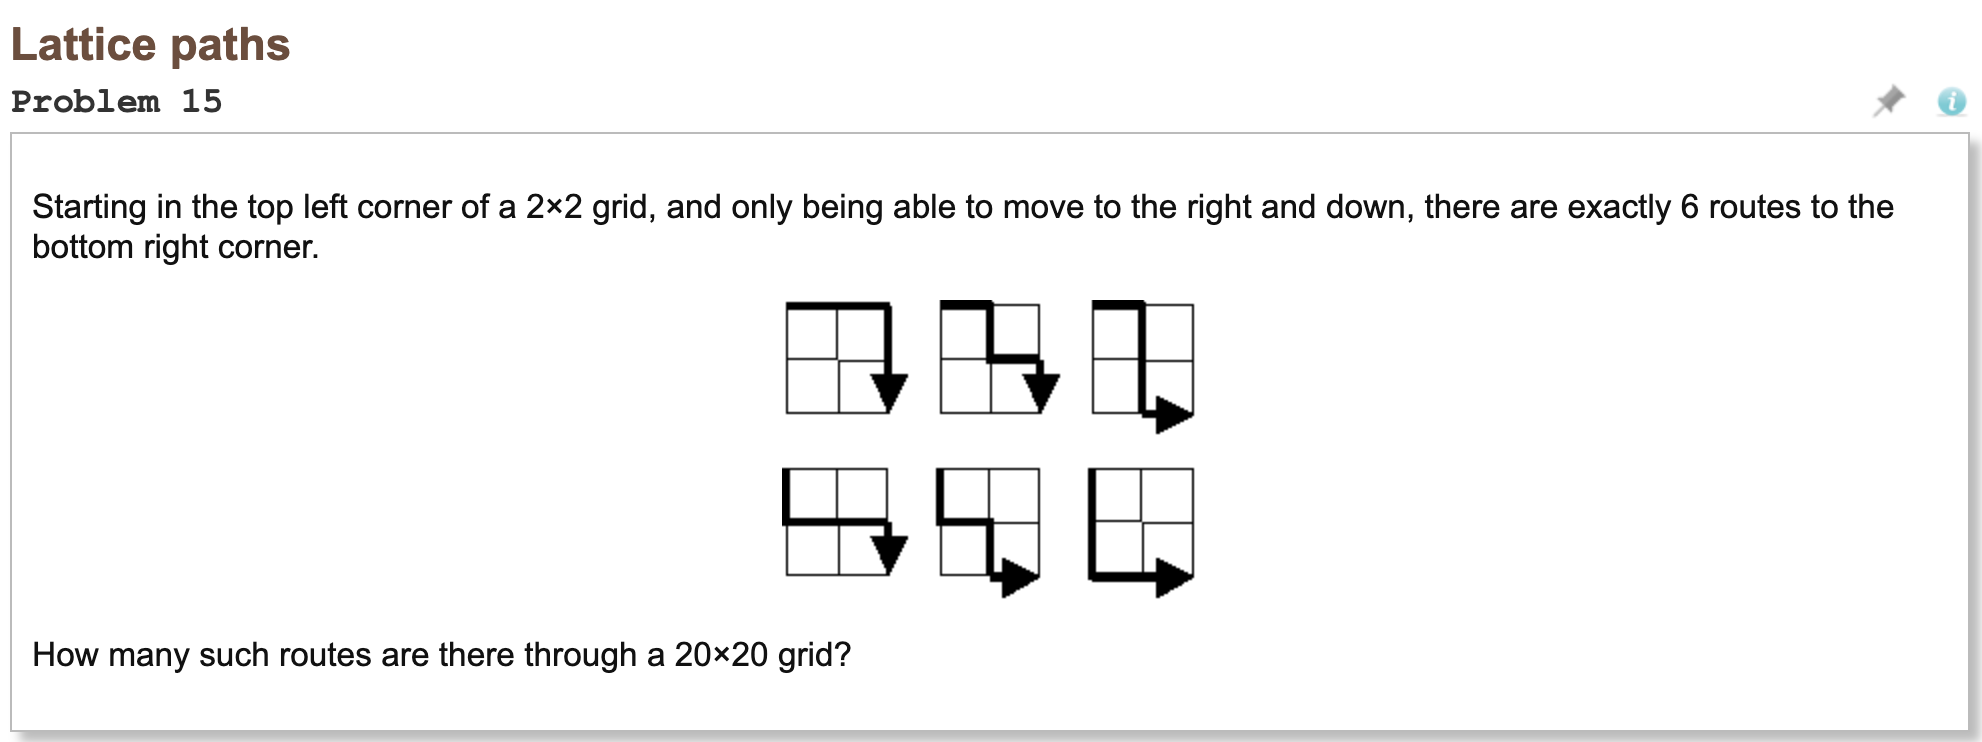 Lattice paths
Problem 15
i
Starting in the top left corner of a 2×2 grid, and only being able to move to the right and down, there are exactly 6 routes to the
bottom right corner.
How many such routes are there through a 20×20 grid?